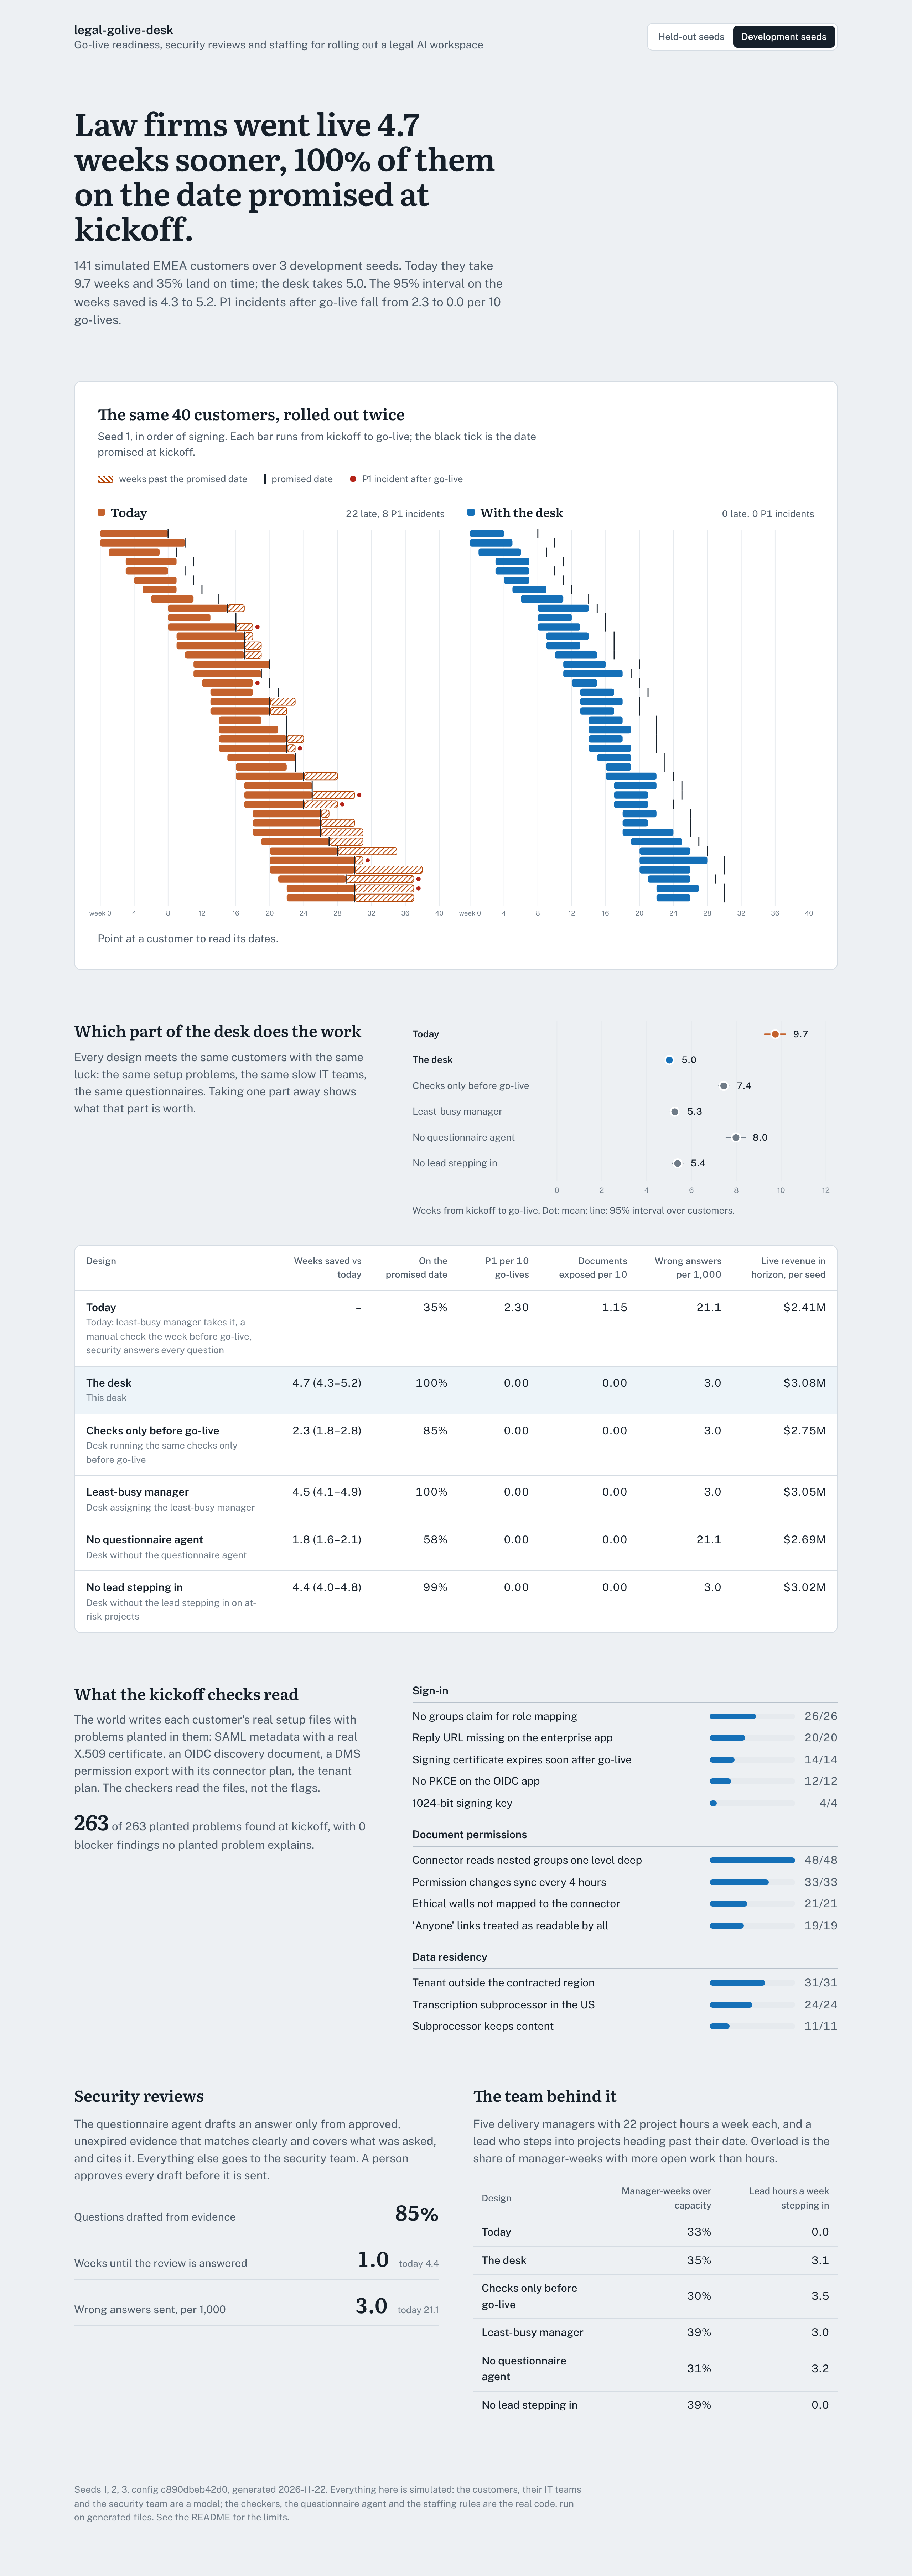 legal-golive-desk
Go-live readiness, security reviews and staffing for rolling out a legal AI workspace
Held-out seeds
Development seeds
Law firms went live 4.7
weeks sooner, 100% of them
on the date promised at
kickoff.
141 simulated EMEA customers over 3 development seeds. Today they take
9.7 weeks and 35% land on time; the desk takes 5.0. The 95% interval on the
weeks saved is 4.3 to 5.2. P1 incidents after go-live fall from 2.3 to 0.0 per 10
go-lives.
The same 40 customers, rolled out twice
Seed 1, in order of signing. Each bar runs from kickoff to go-live; the black tick is the date
promised at kickoff.
weeks past the promised date
promised date
P1 incident after go-live
Today
22 late, 8 P1 incidents
With the desk
0 late, 0 P1 incidents
week 0 4 8 12 16 20 24 28 32 36 40
week 0 4 8 12 16 20 24 28 32 36 40
Point at a customer to read its dates.
Which part of the desk does the work
Every design meets the same customers with the same
luck: the same setup problems, the same slow IT teams,
the same questionnaires. Taking one part away shows
what that part is worth.
Today 9.7
The desk 5.0
Checks only before go-live 7.4
Least-busy manager 5.3
No questionnaire agent 8.0
No lead stepping in 5.4
0 2 4 6 8 10 12
Weeks from kickoff to go-live. Dot: mean; line: 95% interval over customers.
Design
Weeks saved vs
today
On the
promised date
P1 per 10
go-lives
Documents
exposed per 10
Wrong answers
per 1,000
Live revenue in
horizon, per seed
Today – 35% 2.30 1.15 21.1 $2.41M
Today: least-busy manager takes it, a
manual check the week before go-live,
security answers every question
The desk 4.7 (4.3–5.2) 100% 0.00 0.00 3.0 $3.08M
This desk
Checks only before go-live 2.3 (1.8–2.8) 85% 0.00 0.00 3.0 $2.75M
Desk running the same checks only
before go-live
Least-busy manager 4.5 (4.1–4.9) 100% 0.00 0.00 3.0 $3.05M
Desk assigning the least-busy manager
No questionnaire agent 1.8 (1.6–2.1) 58% 0.00 0.00 21.1 $2.69M
Desk without the questionnaire agent
No lead stepping in 4.4 (4.0–4.8) 99% 0.00 0.00 3.0 $3.02M
Desk without the lead stepping in on at-
risk projects
What the kickoff checks read
The world writes each customer's real setup files with
problems planted in them: SAML metadata with a real
X.509 certificate, an OIDC discovery document, a DMS
permission export with its connector plan, the tenant
plan. The checkers read the files, not the flags.
263 of 263 planted problems found at kickoff, with 0
blocker findings no planted problem explains.
Sign-in
No groups claim for role mapping 26/26
Reply URL missing on the enterprise app 20/20
Signing certificate expires soon after go-live 14/14
No PKCE on the OIDC app 12/12
1024-bit signing key 4/4
Document permissions
Connector reads nested groups one level deep 48/48
Permission changes sync every 4 hours 33/33
Ethical walls not mapped to the connector 21/21
'Anyone' links treated as readable by all 19/19
Data residency
Tenant outside the contracted region 31/31
Transcription subprocessor in the US 24/24
Subprocessor keeps content 11/11
Security reviews
The questionnaire agent drafts an answer only from approved,
unexpired evidence that matches clearly and covers what was asked,
and cites it. Everything else goes to the security team. A person
approves every draft before it is sent.
Questions drafted from evidence 85%
Weeks until the review is answered 1.0 today 4.4
Wrong answers sent, per 1,000 3.0 today 21.1
The team behind it
Five delivery managers with 22 project hours a week each, and a
lead who steps into projects heading past their date. Overload is the
share of manager-weeks with more open work than hours.
Design
Manager-weeks over
capacity
Lead hours a week
stepping in
Today 33% 0.0
The desk 35% 3.1
Checks only before
go-live 30% 3.5
Least-busy manager 39% 3.0
No questionnaire
agent 31% 3.2
No lead stepping in 39% 0.0
Seeds 1, 2, 3, config c890dbeb42d0, generated 2026-11-22. Everything here is simulated: the customers, their IT teams
and the security team are a model; the checkers, the questionnaire agent and the staffing rules are the real code, run
on generated files. See the README for the limits.